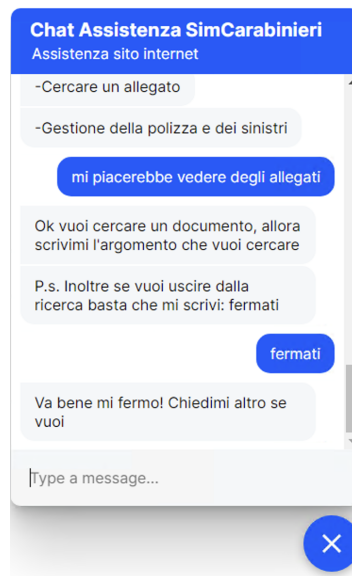 Chat Assistenza SimCarabinieri
Assistenza sito internet
-Cercare un allegato
-Gestione della polizza e dei sinistri
mi piacerebbe vedere degli allegati
Ok vuoi cercare un documento, allora
scrivimi l'argomento che vuoi cercare
P.s. Inoltre se vuoi uscire dalla
ricerca basta che mi scrivi: fermati
fermati
Va bene mi fermo! Chiedimi altro se
vuoi
Type a message...